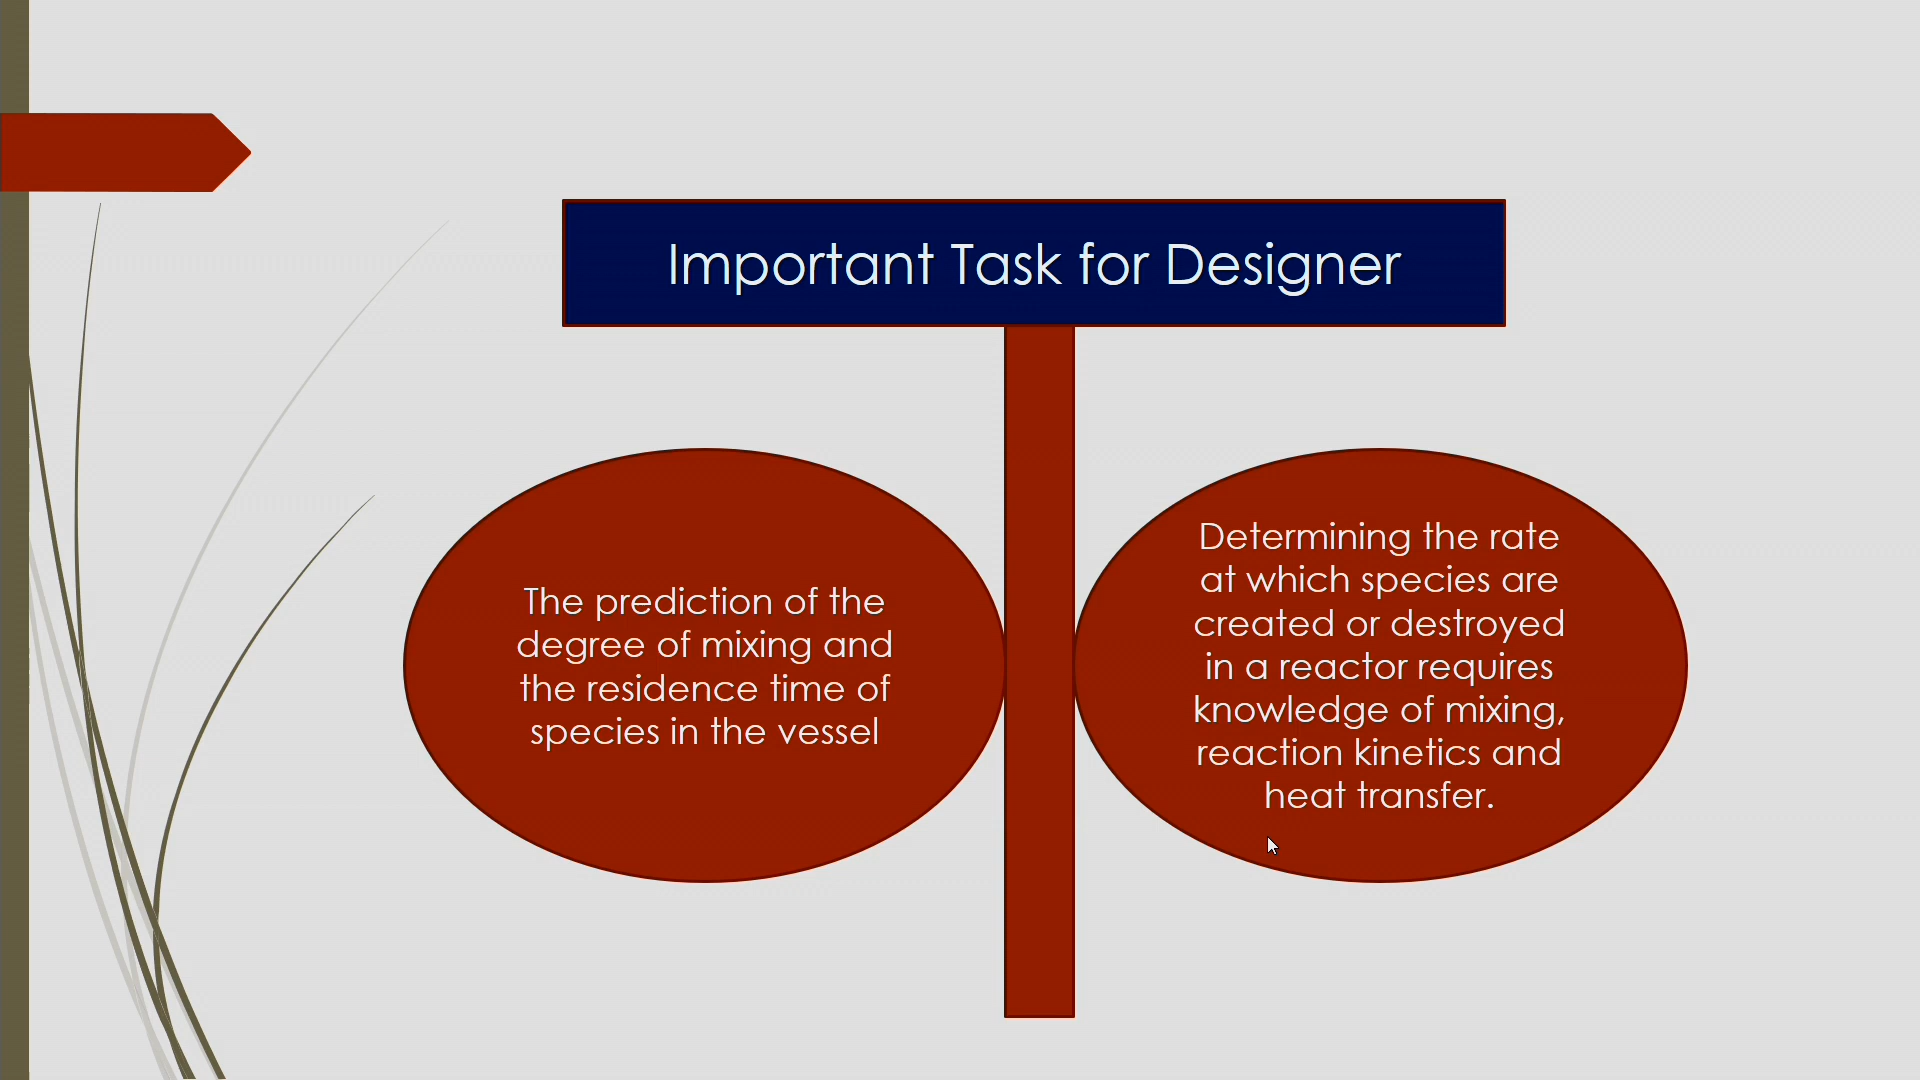 Important Task for Designer
The prediction of the
degree of mixing and
the residence time of
species in the vessel
Determining the rate
at which species are
created or destroyed
in a reactor requires
knowledge of mixing,
reaction kinetics and
heat transfer.